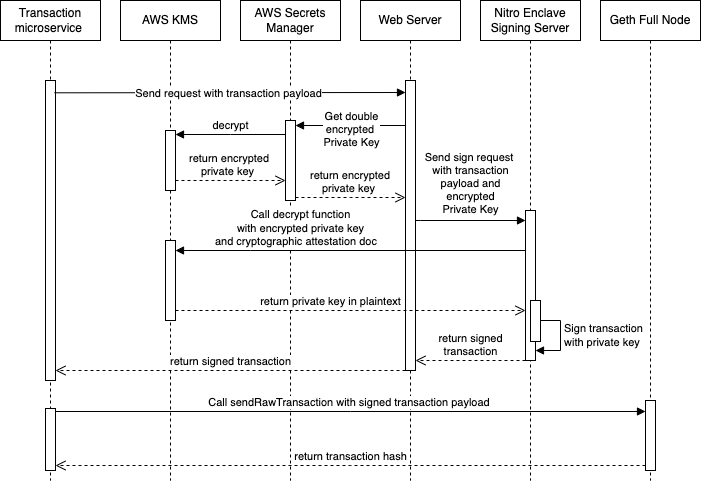 Transaction
microservice
AWS KMS
AWS Secrets
Manager
Web Server
Nitro Enclave
Signing Server
Geth Full Node
Send request with transaction payload
Get double
encrypted
Private Key
decrypt
return encrypted
private key
return encrypted
private key
Send sign request
with transaction
payload and
encrypted
Private Key
Call decrypt function
with encrypted private key
and cryptographic attestation doc
return private key in plaintext
Sign transaction
with private key
return signed
transaction
return signed transaction
Call sendRawTransaction with signed transaction payload
return transaction hash